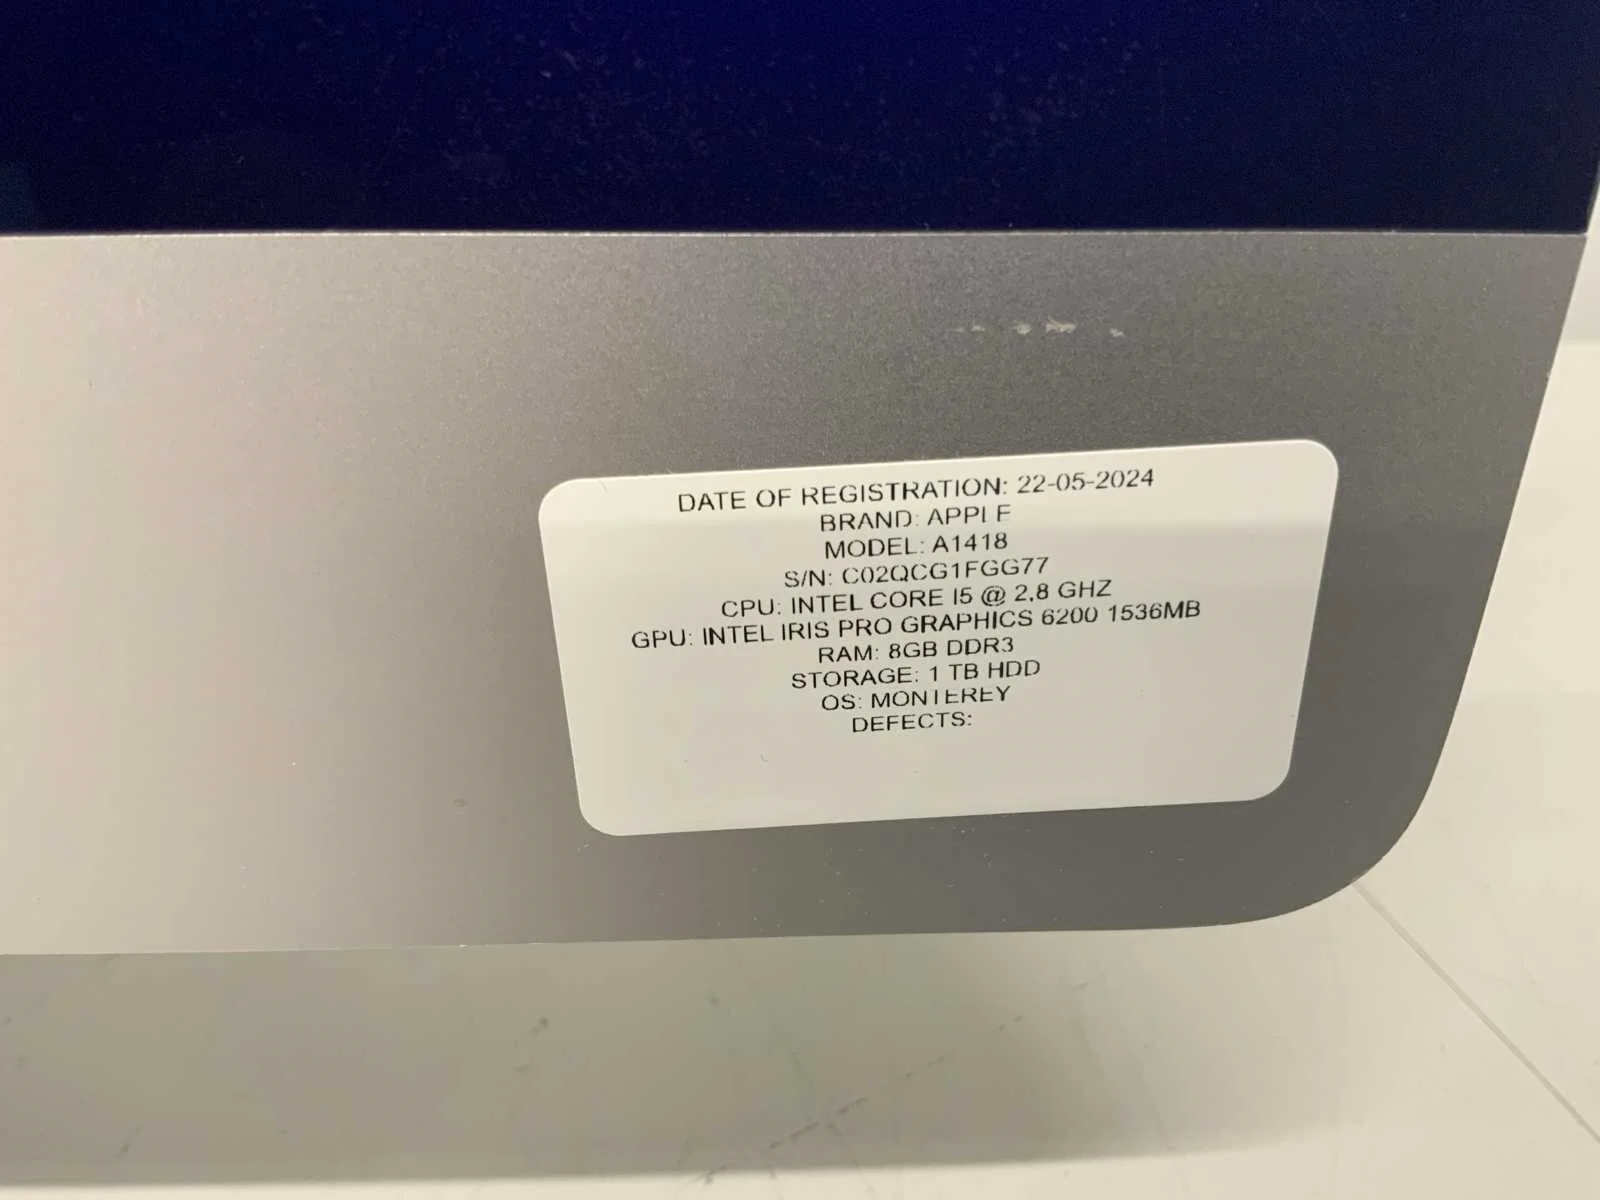 DATE OF REGISTRATION: 22-05-2024
BRAND: APPLE
MODEL: A1418
S/N: C02QCG1FGG77
CPU: INTEL CORE I5 @ 2.8 GHZ
GPU: INTEL IRIS PRO GRAPHICS 6200 1536MB
RAM: 8GB DDR3
STORAGE: 1 TB HDD
OS: MONTEREY
DEFECTS: